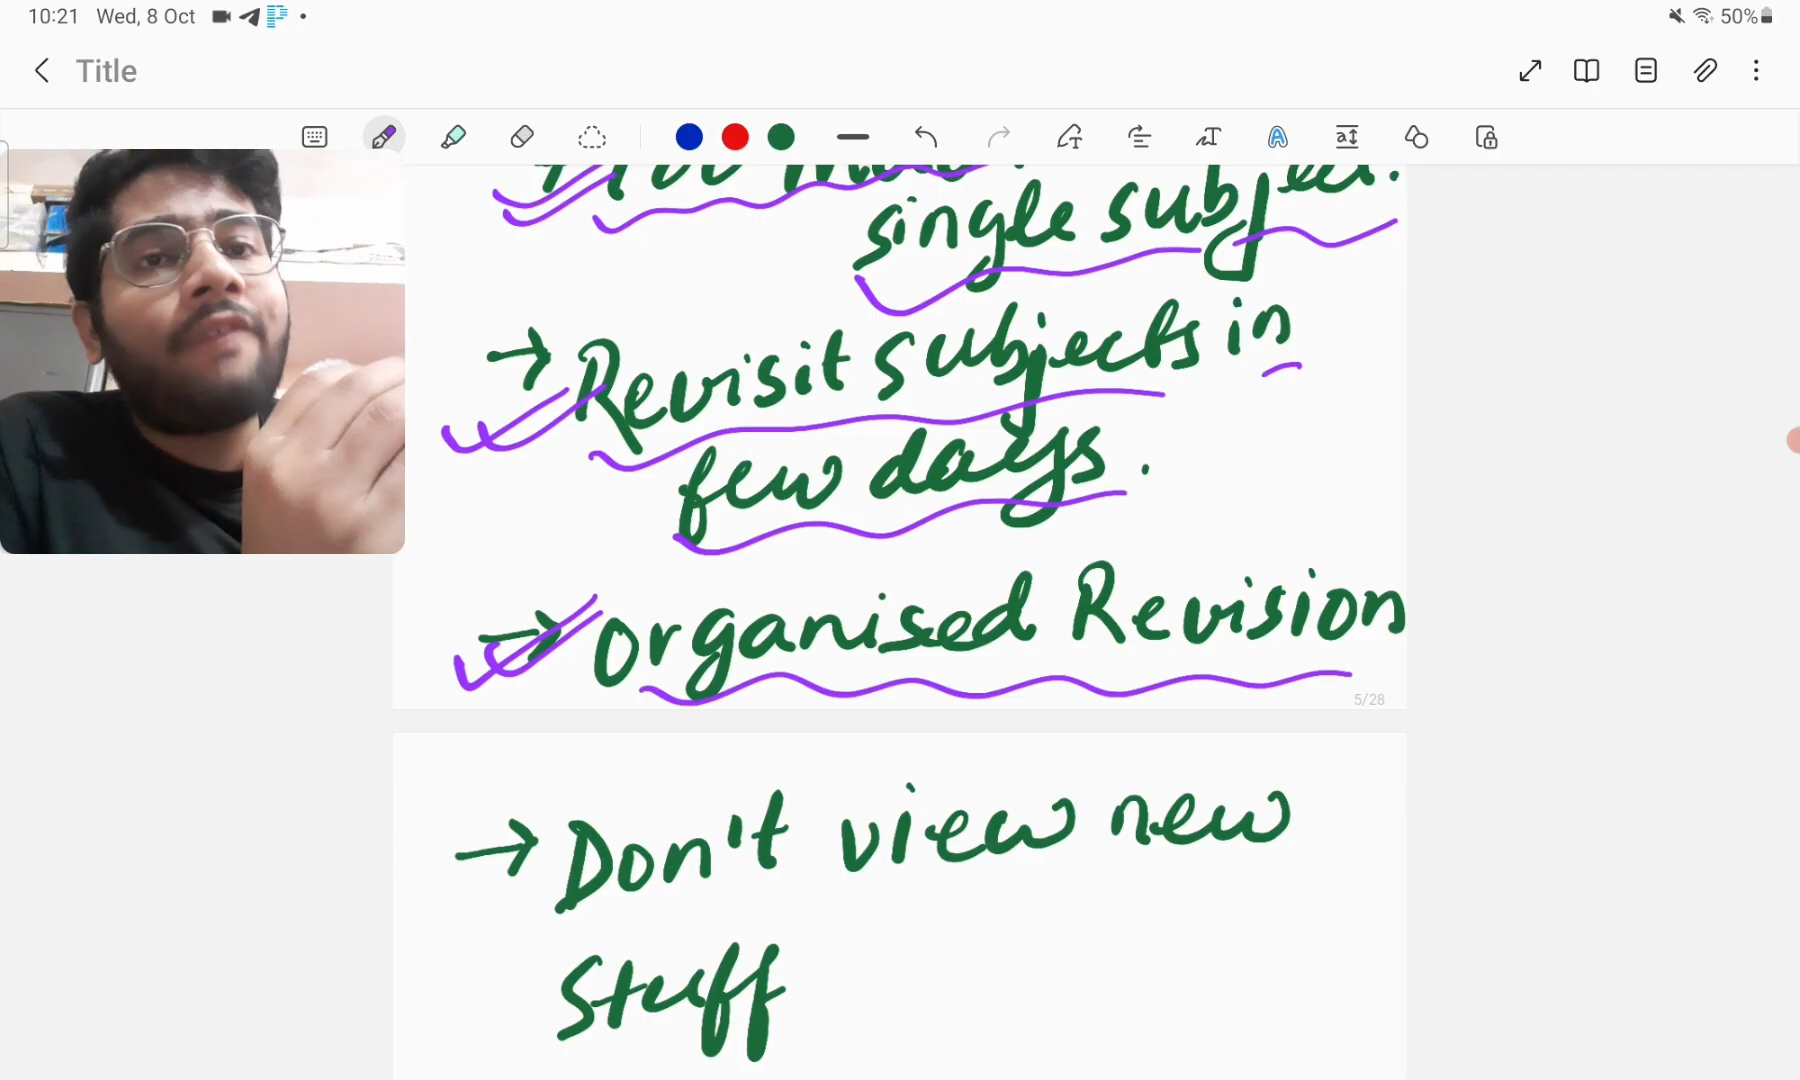 10:21 Wed, 8 Oct
50%
Title
single subject.
→ Revisit subjects in
few days.
→ organised Revision
5/28
→ Don't view new
stuff